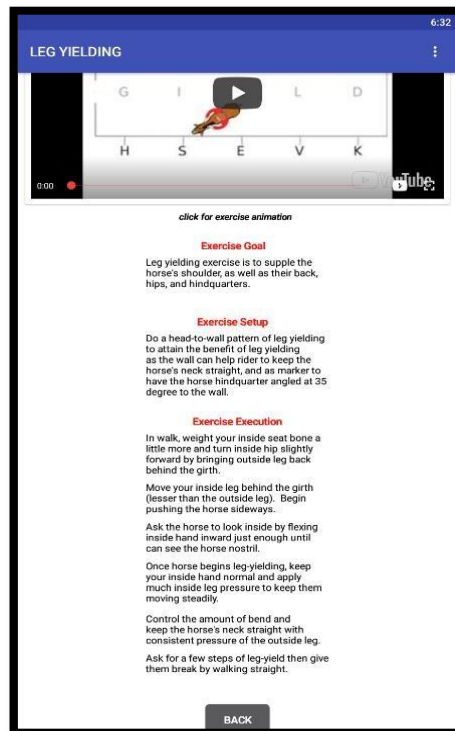 6:32
LEG YIELDING
G I L D
H S E V K
0:00
YouTube
click for exercise animation
Exercise Goal
Leg yielding exercise is to supple the
horse's shoulder, as well as their back,
hips, and hindquarters.
Exercise Setup
Do a head-to-wall pattern of leg yielding
to attain the benefit of leg yielding
as the wall can help rider to keep the
horse's neck straight, and as marker to
have the horse hindquarter angled at 35
degree to the wall.
Exercise Execution
In walk, weight your inside seat bone a
little more and turn inside hip slightly
forward by bringing outside leg back
behind the girth.
Move your inside leg behind the girth
(lesser than the outside leg). Begin
pushing the horse sideways.
Ask the horse to look inside by flexing
inside hand inward just enough until
can see the horse nostril.
Once horse begins leg-yielding, keep
your inside hand normal and apply
much inside leg pressure to keep them
moving steadily.
Control the amount of bend and
keep the horse's neck straight with
consistent pressure of the outside leg.
Ask for a few steps of leg-yield then give
them break by walking straight.
BACK